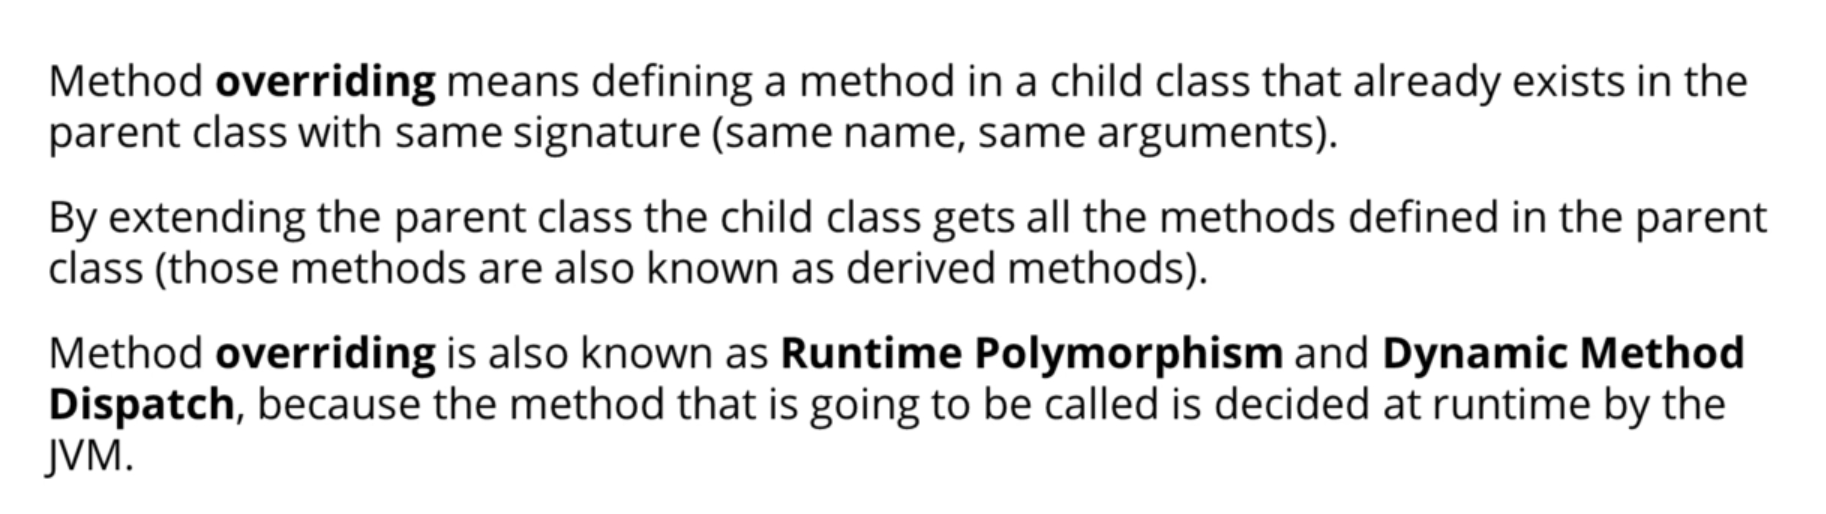 Method overriding means defining a method in a child class that already exists in the
parent class with same signature (same name, same arguments).
By extending the parent class the child class gets all the methods defined in the parent
class (those methods are also known as derived methods).
Method overriding is also known as Runtime Polymorphism and Dynamic Method
Dispatch, because the method that is going to be called is decided at runtime by the
JVM.